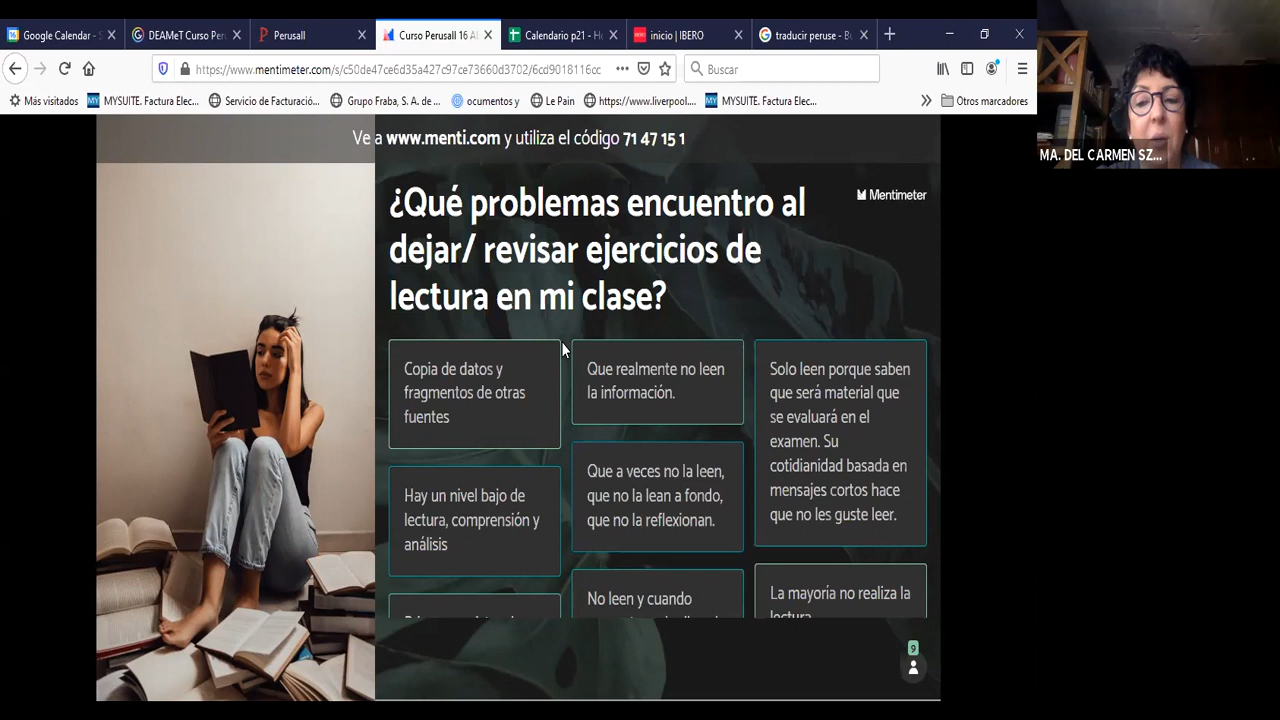 Google Calendar - S
DEAMeT Curso Per
Perusall
Curso Perusall 16 A
Calendario p21 - H
inicio | IBERO
traducir peruse - B
https://www.mentimeter.com/s/c50de47ce6d35a427c97ce73660d3702/6cd9018116cc
Buscar
Más visitados
MYSUITE. Factura Elec...
Servicio de Facturació...
Grupo Fraba, S. A. de ...
ocumentos y
Le Pain
https://www.liverpool....
MYSUITE. Factura Elec...
Otros marcadores
Ve a www.menti.com y utiliza el código 71 47 15 1
Mentimeter
¿Qué problemas encuentro al
dejar/ revisar ejercicios de
lectura en mi clase?
Copia de datos y
fragmentos de otras
fuentes
Hay un nivel bajo de
lectura, comprensión y
análisis
Que realmente no leen
la información.
Que a veces no la leen,
que no la lean a fondo,
que no la reflexionan.
No leen y cuando
Solo leen porque saben
que será material que
se evaluará en el
examen. Su
cotidianidad basada en
mensajes cortos hace
que no les guste leer.
La mayoría no realiza la
lectura
9
MA. DEL CARMEN SZ...